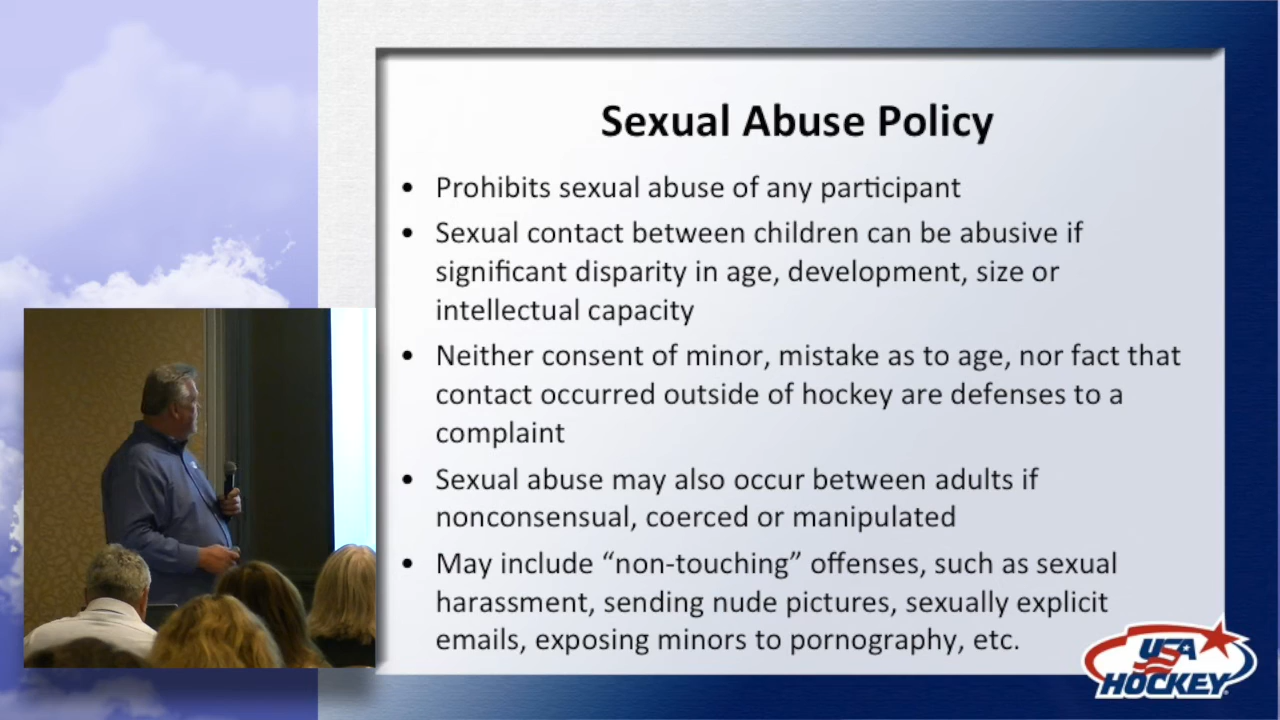 Sexual Abuse Policy
• Prohibits sexual abuse of any participant
• Sexual contact between children can be abusive if
significant disparity in age, development, size or
intellectual capacity
• Neither consent of minor, mistake as to age, nor fact that
contact occurred outside of hockey are defenses to a
complaint
• Sexual abuse may also occur between adults if
nonconsensual, coerced or manipulated
• May include “non-touching” offenses, such as sexual
harassment, sending nude pictures, sexually explicit
emails, exposing minors to pornography, etc.
USA
HOCKEY